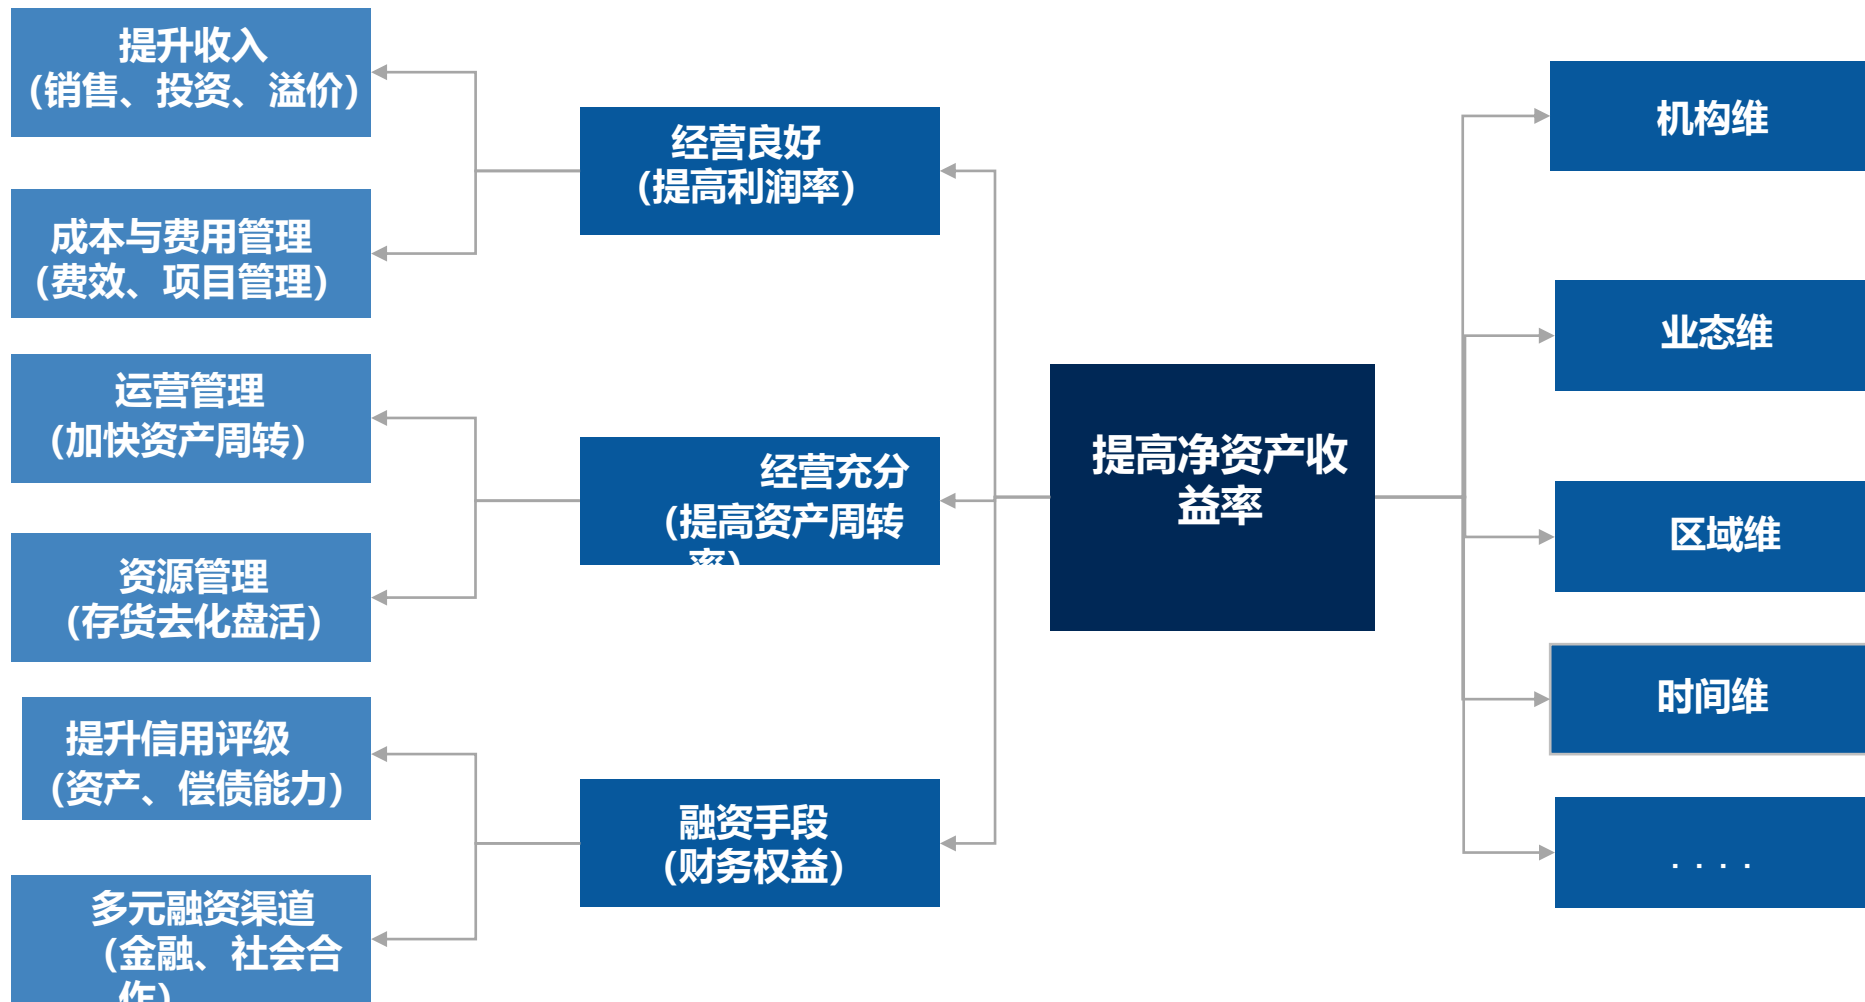 提升收入
（销售、投资、溢价）
成本与费用管理
（费效、项目管理）
运营管理
（加快资产周转）
资源管理
（存货去化盘活）
提升信用评级
（资产、偿债能力）
多元融资渠道
（金融、社会合
作）
经营良好
（提高利润率）
经营充分
（提高资产周转
率）
融资手段
（财务权益）
提高净资产收
益率
机构维
业态维
区域维
时间维
....